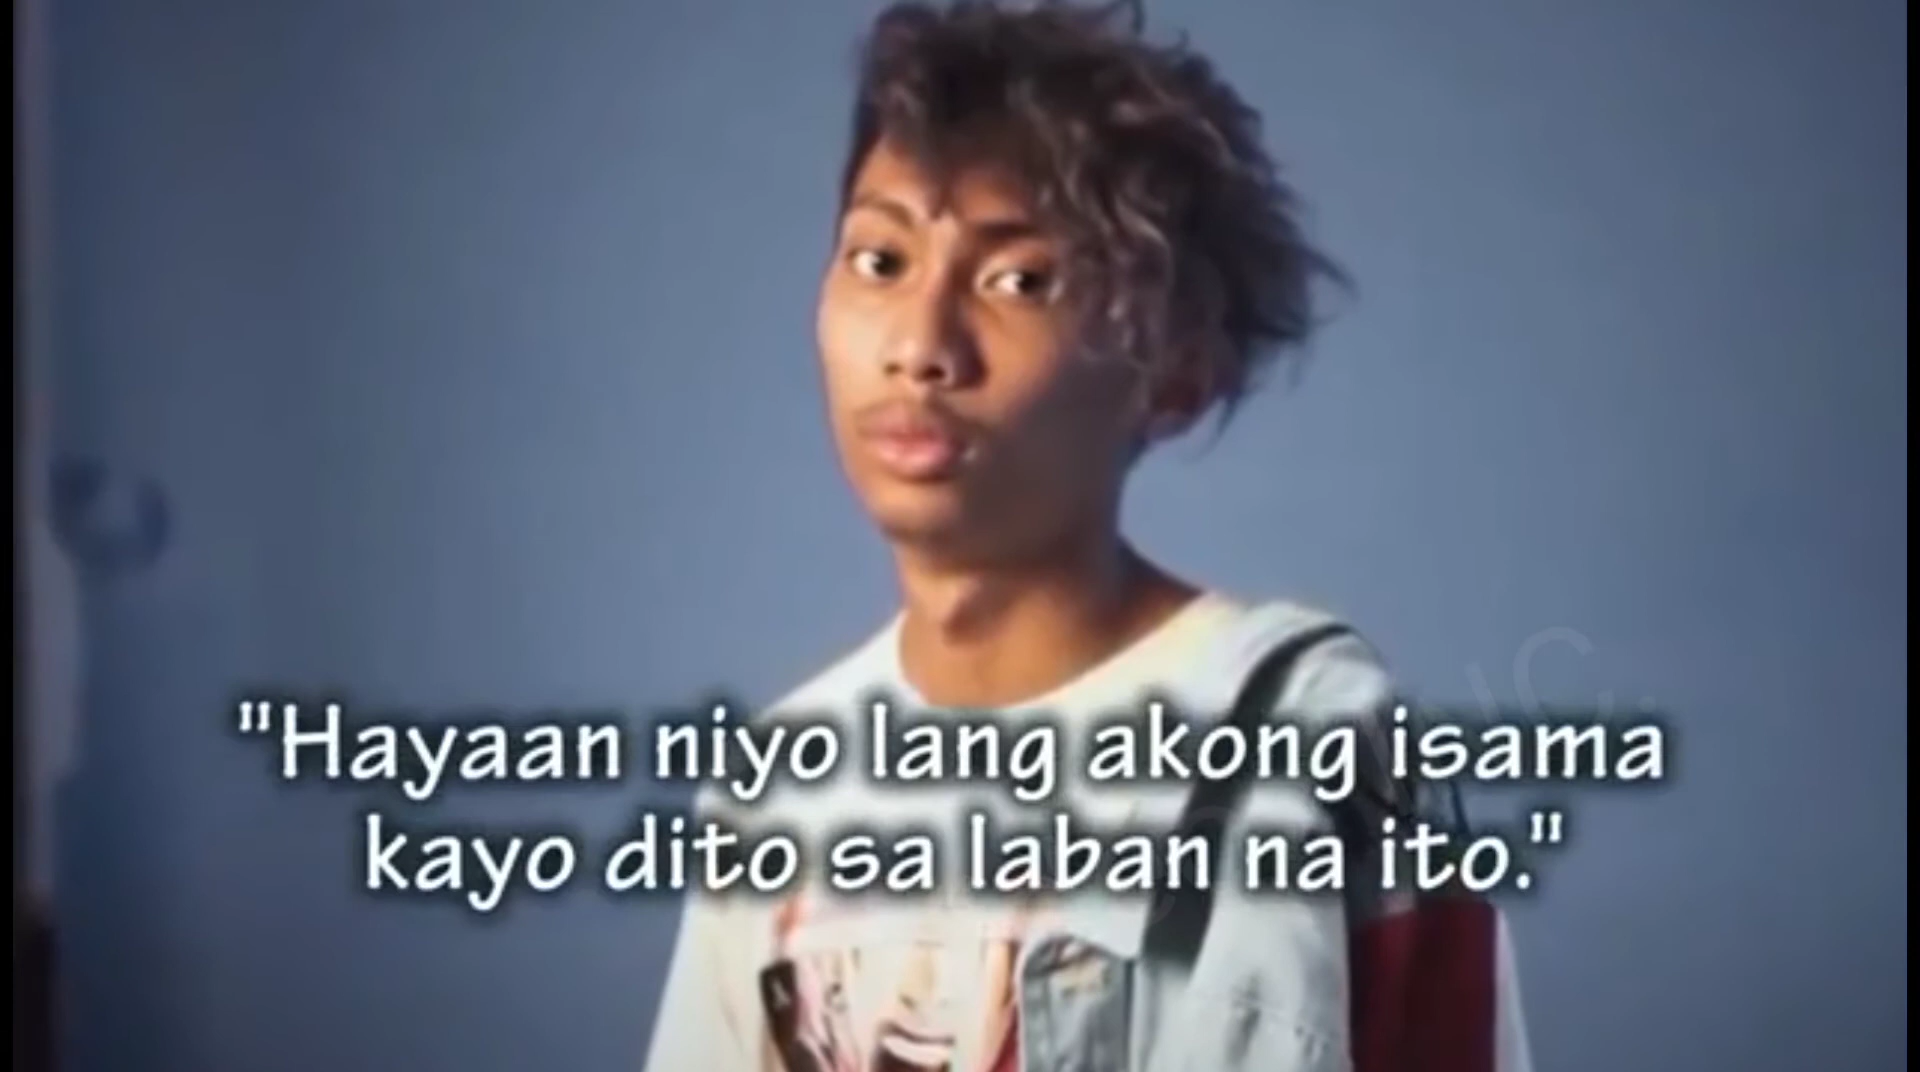 "Hayaan niyo lang akong isama
kayo dito sa laban na ito."